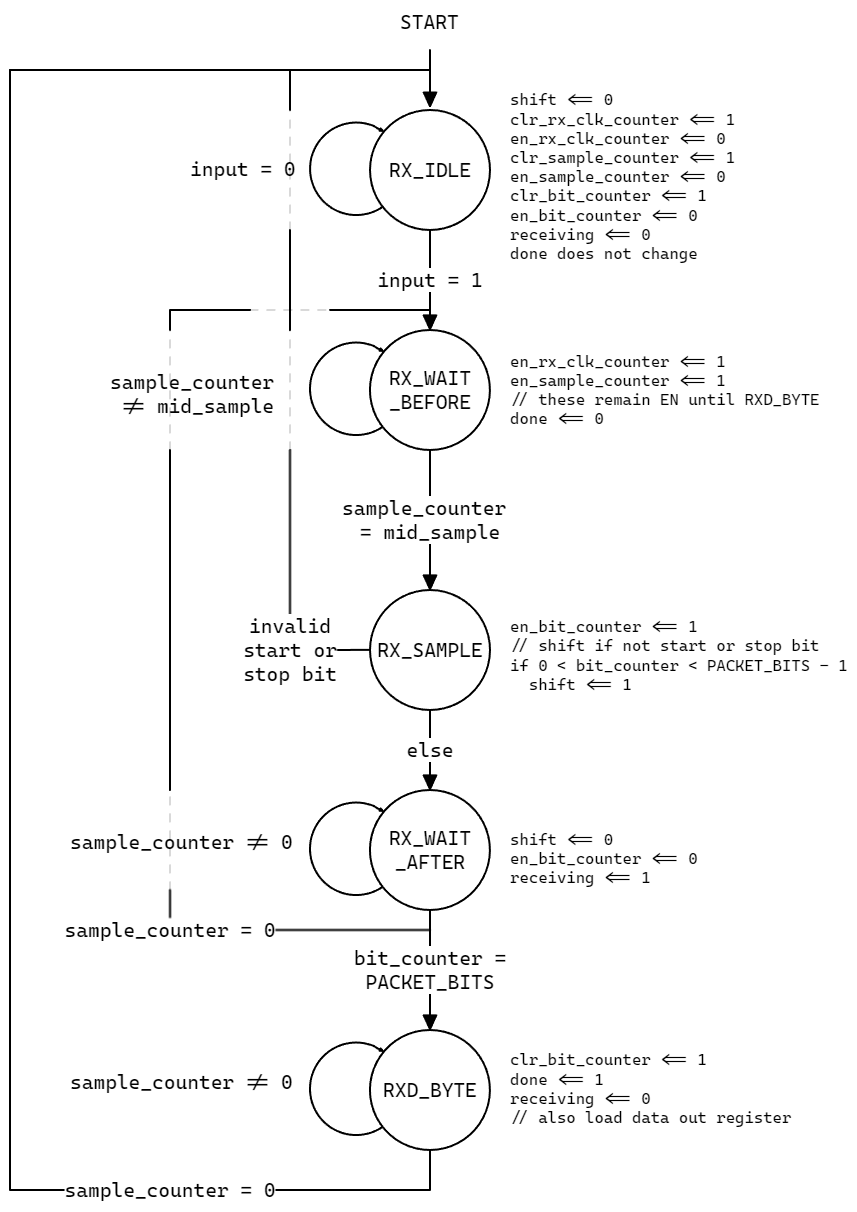 START
shift ⟸ 0
clr_rx_clk_counter ⟸ 1
en_rx_clk_counter ⟸ 0
clr_sample_counter ⟸ 1
en_sample_counter ⟸ 0
clr_bit_counter ⟸ 1
en_bit_counter ⟸ 0
receiving ⟸ 0
done does not change
input = 0
RX_IDLE
input = 1
sample_counter
≠ mid_sample
RX_WAIT
_BEFORE
en_rx_clk_counter ⟸ 1
en_sample_counter ⟸ 1
// these remain EN until RXD_BYTE
done ⟸ 0
sample_counter
= mid_sample
invalid
start or
stop bit
RX_SAMPLE
en_bit_counter ⟸ 1
// shift if not start or stop bit
if 0 < bit_counter < PACKET_BITS - 1
shift ⟸ 1
else
sample_counter ≠ 0
RX_WAIT
_AFTER
shift ⟸ 0
en_bit_counter ⟸ 0
receiving ⟸ 1
sample_counter = 0
bit_counter =
PACKET_BITS
sample_counter ≠ 0
RXD_BYTE
clr_bit_counter ⟸ 1
done ⟸ 1
receiving ⟸ 0
// also load data out register
sample_counter = 0